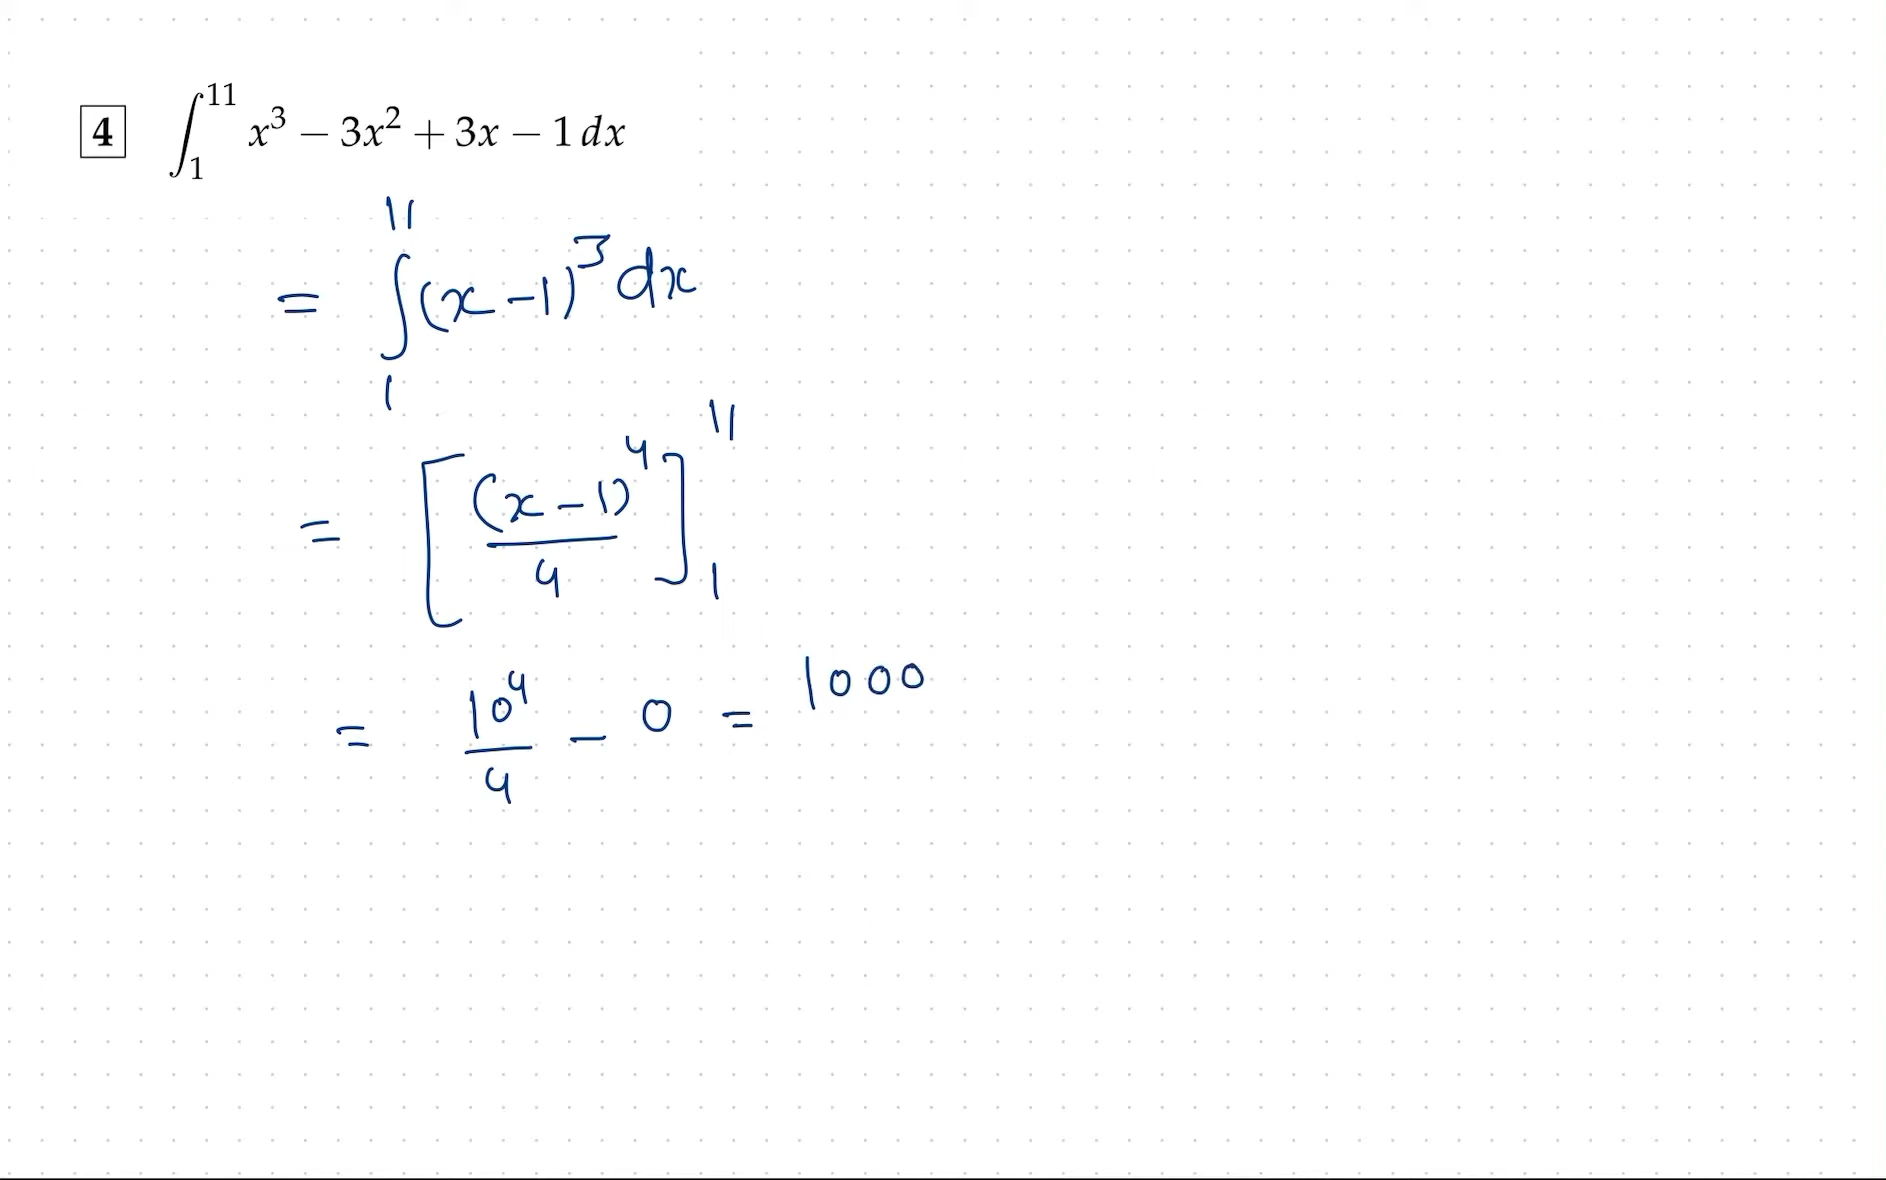 4 ∫₁¹¹ x³ − 3x² + 3x − 1 dx
= ∫₁¹¹ (x − 1)³ dx
= [(x − 1)⁴ / 4]₁¹¹
= 10⁴ / 4 − 0 = 1000